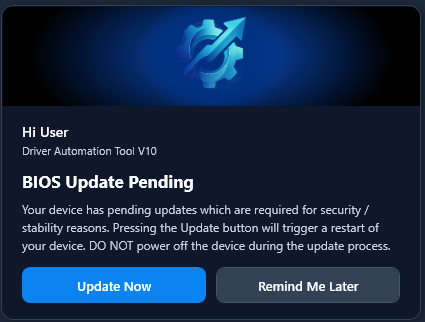 Hi User
Driver Automation Tool V10
BIOS Update Pending
Your device has pending updates which are required for security /
stability reasons. Pressing the Update button will trigger a restart of
your device. DO NOT power off the device during the update process.
Update Now
Remind Me Later